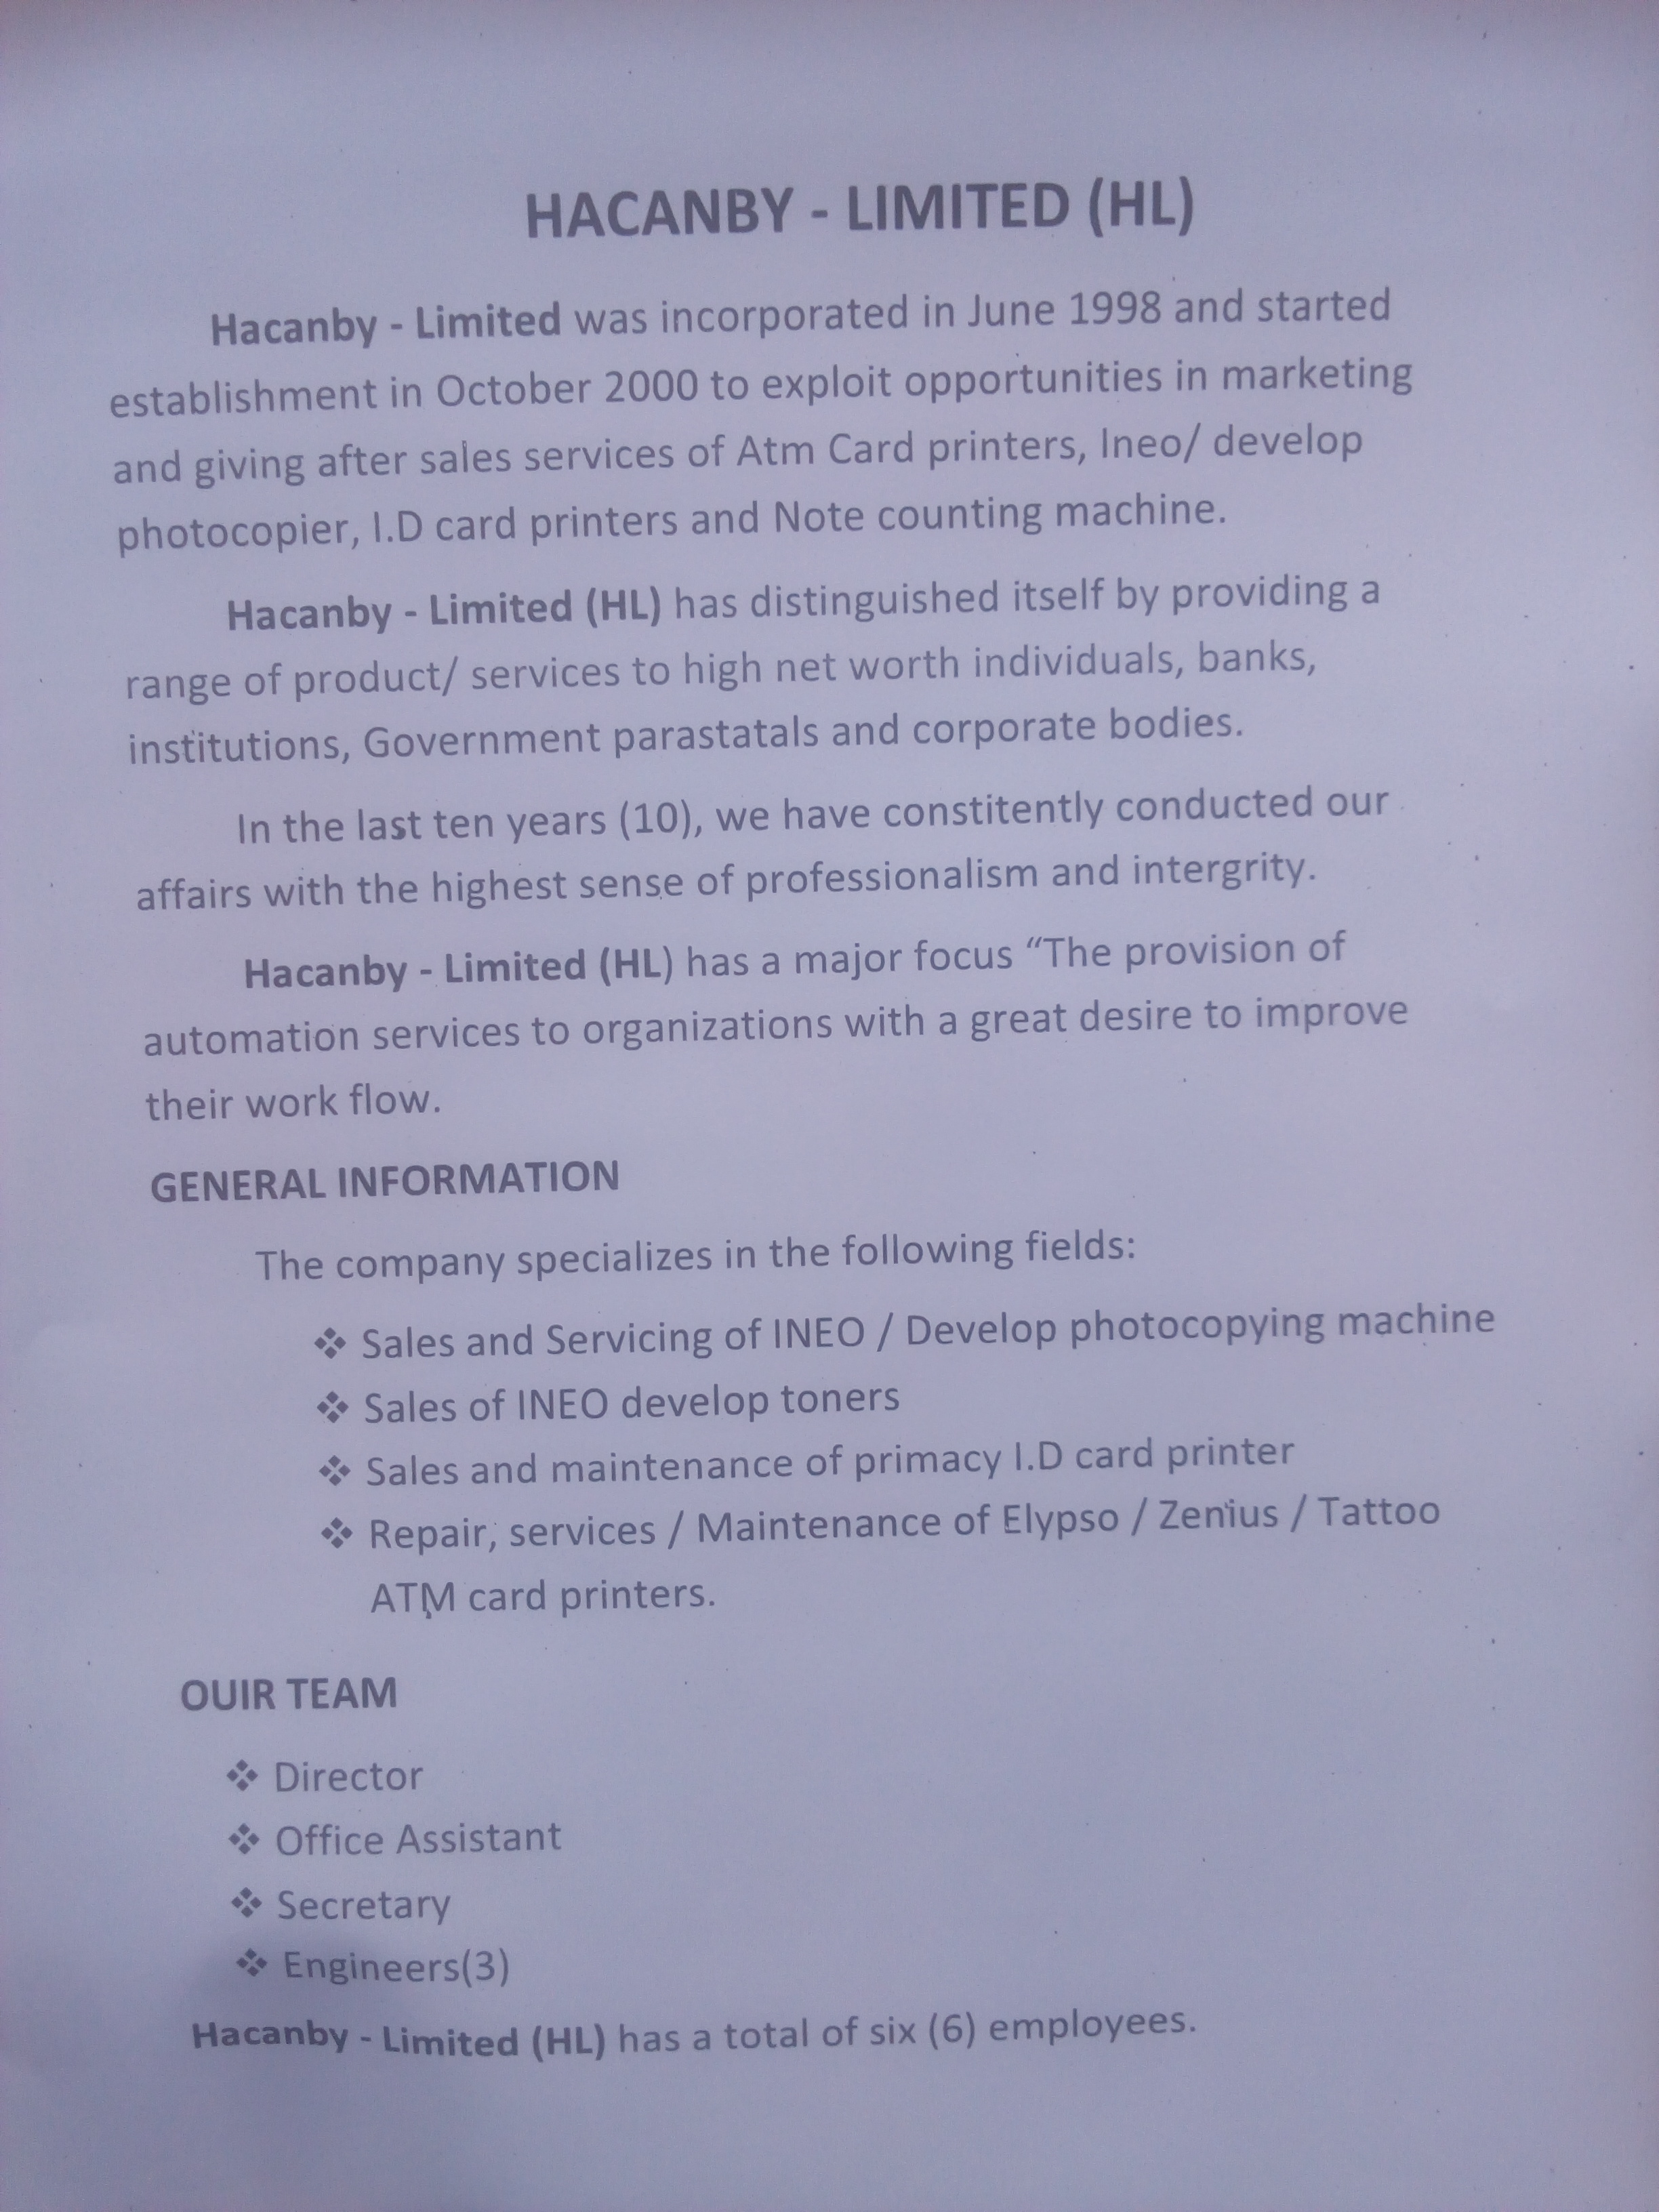 HACANBY - LIMITED (HL)
Hacanby - Limited was incorporated in June 1998 and started
establishment in October 2000 to exploit opportunities in marketing
and giving after sales services of Atm Card printers, Ineo/ develop
photocopier, I.D card printers and Note counting machine.
Hacanby - Limited (HL) has distinguished itself by providing a
range of product/ services to high net worth individuals, banks,
institutions, Government parastatals and corporate bodies.
In the last ten years (10), we have constitently conducted our
affairs with the highest sense of professionalism and intergrity.
Hacanby - Limited (HL) has a major focus “The provision of
automation services to organizations with a great desire to improve
their work flow.
GENERAL INFORMATION
The company specializes in the following fields:
❖ Sales and Servicing of INEO / Develop photocopying machine
❖ Sales of INEO develop toners
❖ Sales and maintenance of primacy I.D card printer
❖ Repair, services / Maintenance of Elypso / Zenius / Tattoo
ATM card printers.
OUIR TEAM
❖ Director
❖ Office Assistant
❖ Secretary
❖ Engineers(3)
Hacanby - Limited (HL) has a total of six (6) employees.